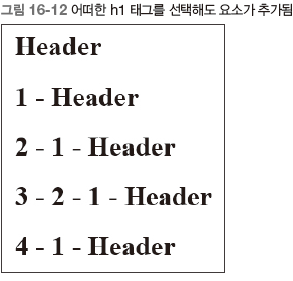 그림 16-12 어떠한 h1 태그를 선택해도 요소가 추가됨
Header
1 - Header
2 - 1 - Header
3 - 2 - 1 - Header
4 - 1 - Header